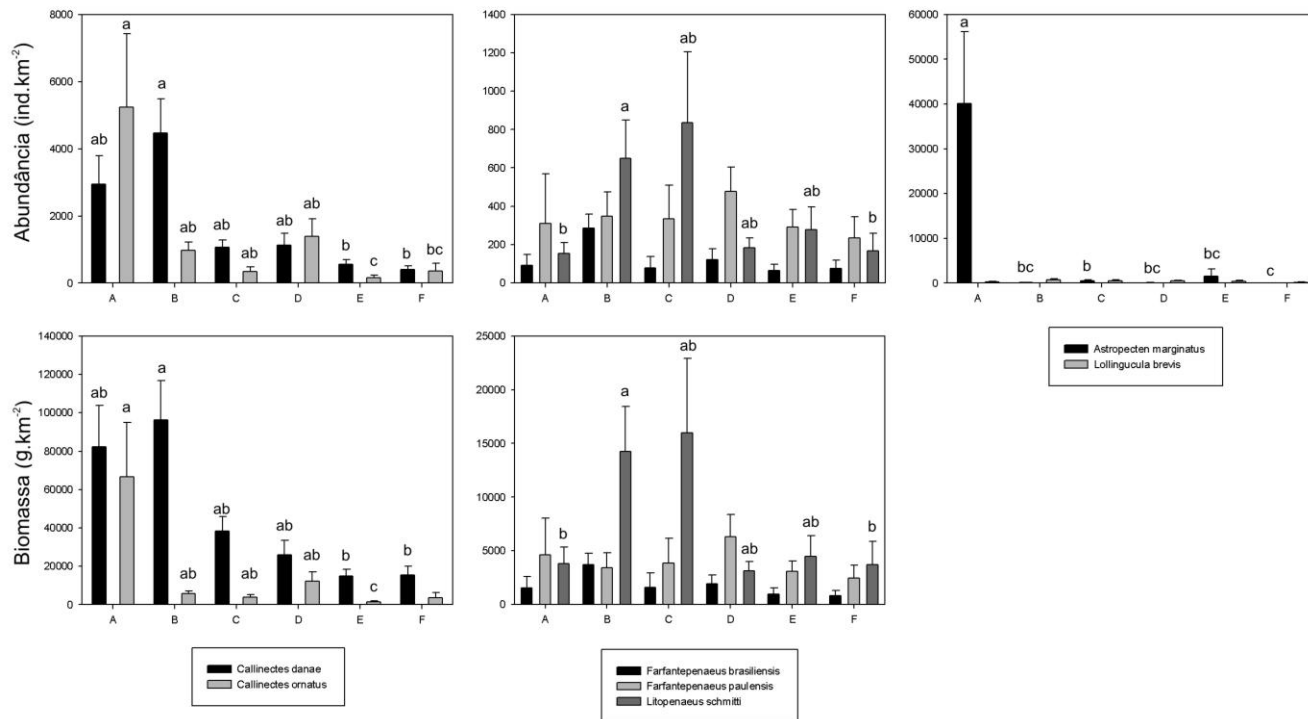 Abundância (ind.km-2)
8000
6000
4000
2000
0
ab
a
a
ab
ab
ab
ab
ab
b
c
b
bc
A B C D E F
1400
1200
1000
800
600
400
200
0
b
a
ab
ab
ab
b
A B C D E F
60000
50000
40000
30000
20000
10000
0
a
bc
b
bc
bc
c
A B C D E F
Astropecten marginatus
Lollingucula brevis
Biomassa (g.km-2)
140000
120000
100000
80000
60000
40000
20000
0
ab
a
a
ab
ab
ab
ab
ab
b
c
b
A B C D E F
Callinectes danae
Callinectes ornatus
25000
20000
15000
10000
5000
0
b
a
ab
ab
ab
b
A B C D E F
Farfantepenaeus brasiliensis
Farfantepenaeus paulensis
Litopenaeus schmitti